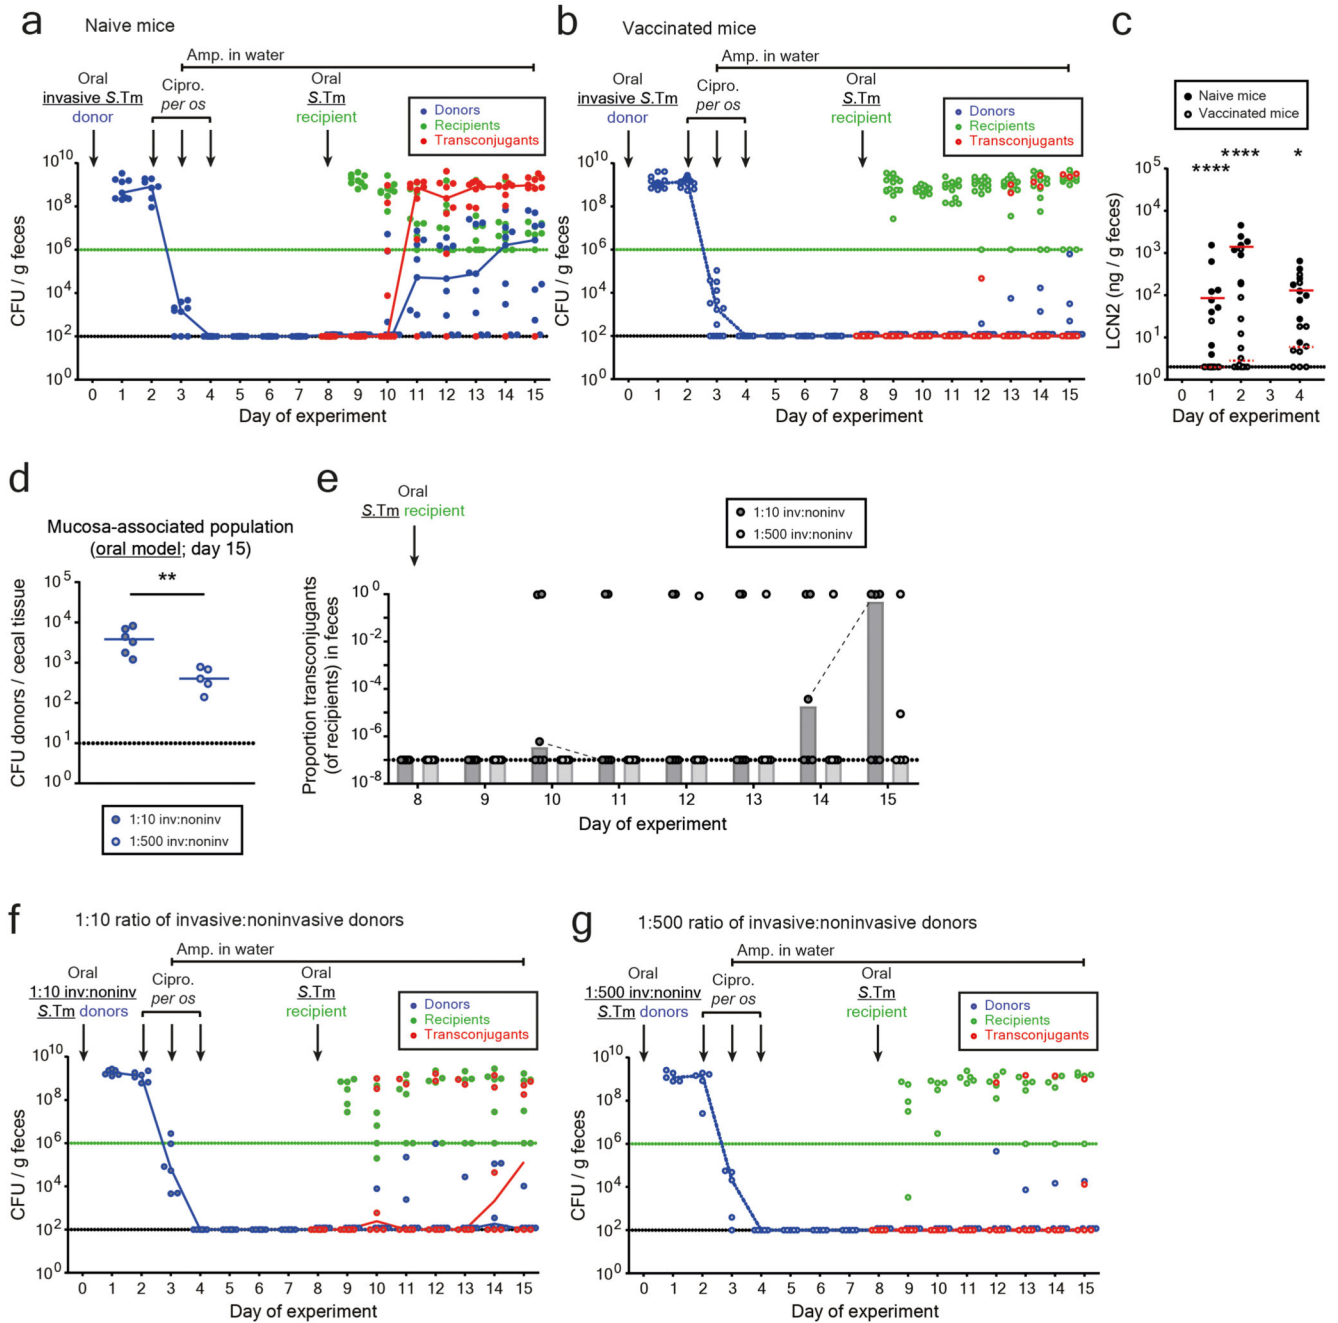 a
Naive mice
Amp. in water
Oral
invasive S.Tm
donor
Cipro.
per os
Oral
S.Tm
recipient
Donors
Recipients
Transconjugants
CFU / g feces
10^10
10^8
10^6
10^4
10^2
10^0
0 1 2 3 4 5 6 7 8 9 10 11 12 13 14 15
Day of experiment
b
Vaccinated mice
Amp. in water
Oral
invasive S.Tm
donor
Cipro.
per os
Oral
S.Tm
recipient
Donors
Recipients
Transconjugants
CFU / g feces
10^10
10^8
10^6
10^4
10^2
10^0
0 1 2 3 4 5 6 7 8 9 10 11 12 13 14 15
Day of experiment
c
Naive mice
Vaccinated mice
**** **** *
LCN2 (ng / g feces)
10^5
10^4
10^3
10^2
10^1
10^0
0 1 2 3 4
Day of experiment
d
Mucosa-associated population
(oral model; day 15)
**
CFU donors / cecal tissue
10^5
10^4
10^3
10^2
10^1
10^0
1:10 inv:noninv
1:500 inv:noninv
e
Oral
S.Tm recipient
1:10 inv:noninv
1:500 inv:noninv
Proportion transconjugants
(of recipients) in feces
10^0
10^-2
10^-4
10^-6
10^-8
8 9 10 11 12 13 14 15
Day of experiment
f
1:10 ratio of invasive:noninvasive donors
Amp. in water
Oral
1:10 inv:noninv
S.Tm donors
Cipro.
per os
Oral
S.Tm
recipient
Donors
Recipients
Transconjugants
CFU / g feces
10^10
10^8
10^6
10^4
10^2
10^0
0 1 2 3 4 5 6 7 8 9 10 11 12 13 14 15
Day of experiment
g
1:500 ratio of invasive:noninvasive donors
Amp. in water
Oral
1:500 inv:noninv
S.Tm donors
Cipro.
per os
Oral
S.Tm
recipient
Donors
Recipients
Transconjugants
CFU / g feces
10^10
10^8
10^6
10^4
10^2
10^0
0 1 2 3 4 5 6 7 8 9 10 11 12 13 14 15
Day of experiment